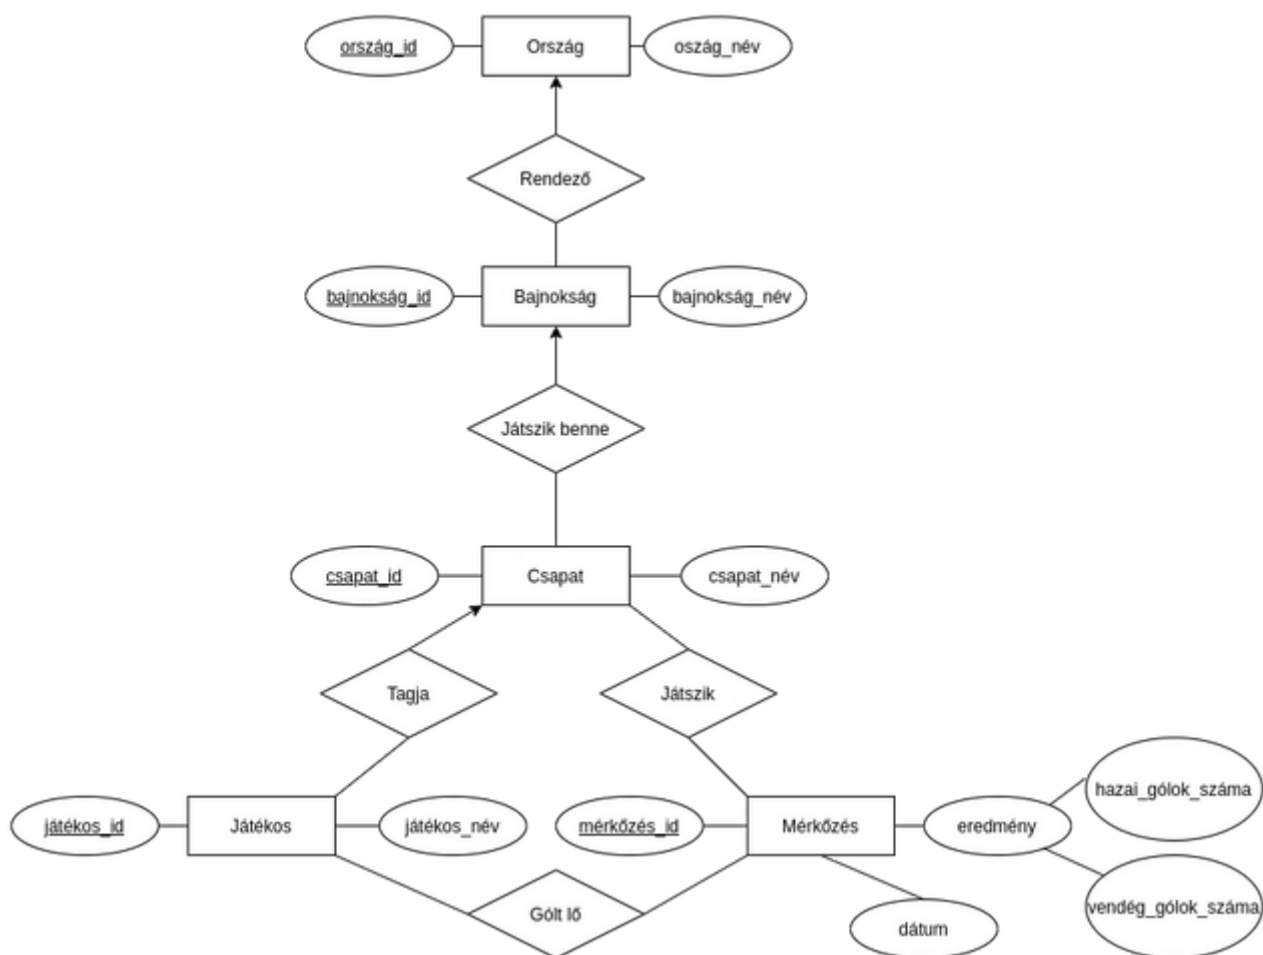 ország_id
Ország
oszág_név
Rendező
bajnokság_id
Bajnokság
bajnokság_név
Játszik benne
csapat_id
Csapat
csapat_név
Tagja
Játszik
hazai_gólok_száma
játékos_id
Játékos
játékos_név
mérkőzés_id
Mérkőzés
eredmény
Gólt lő
vendég_gólok_száma
dátum